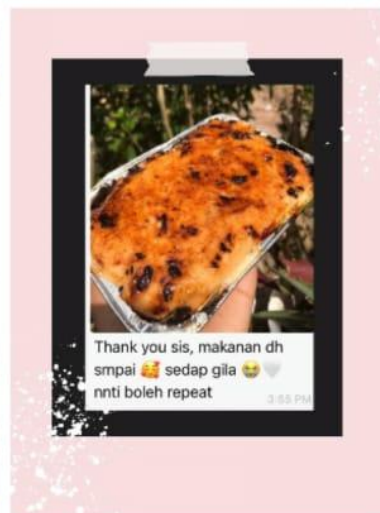 Thank you sis, makanan dh
smpai 🥰 sedap gila 😭🤍
nnti boleh repeat
3:55 PM